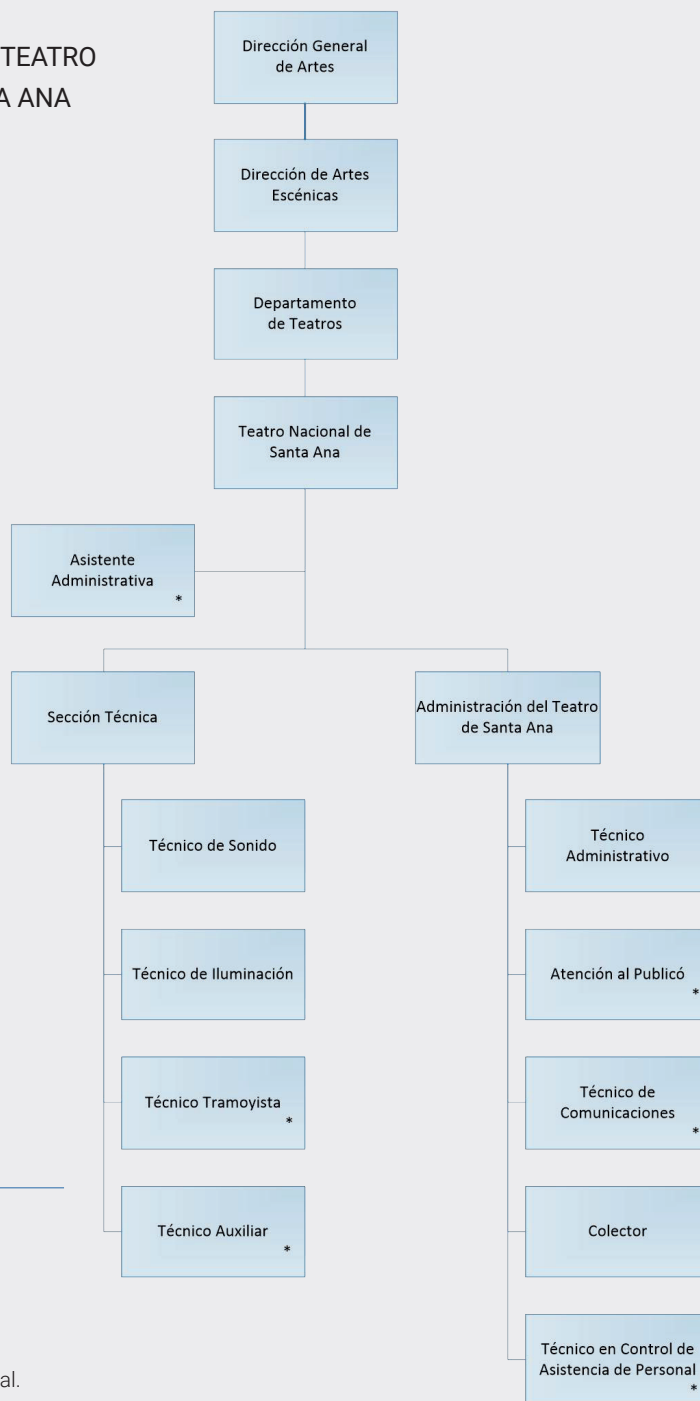 TEATRO
A ANA
Dirección General
de Artes
Dirección de Artes
Escénicas
Departamento
de Teatros
Teatro Nacional de
Santa Ana
Asistente
Administrativa
*
Sección Técnica
Administración del Teatro
de Santa Ana
Técnico de Sonido
Técnico de Iluminación
Técnico Tramoyista
*
Técnico Auxiliar
*
Técnico
Administrativo
Atención al Publicó
*
Técnico de
Comunicaciones
*
Colector
Técnico en Control de
Asistencia de Personal
*
al.